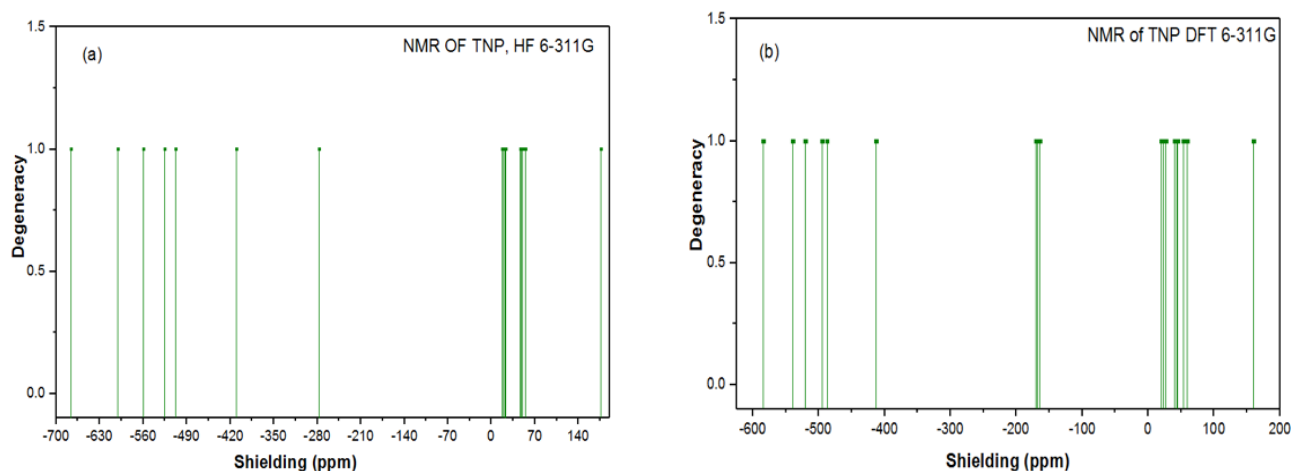 (a)
NMR OF TNP, HF 6-311G
1.5
1.0
0.5
0.0
Degeneracy
-700 -630 -560 -490 -420 -350 -280 -210 -140 -70 0 70 140
Shielding (ppm)
(b)
NMR of TNP DFT 6-311G
1.5
1.0
0.5
0.0
Degeneracy
-600 -500 -400 -300 -200 -100 0 100 200
Shielding (ppm)